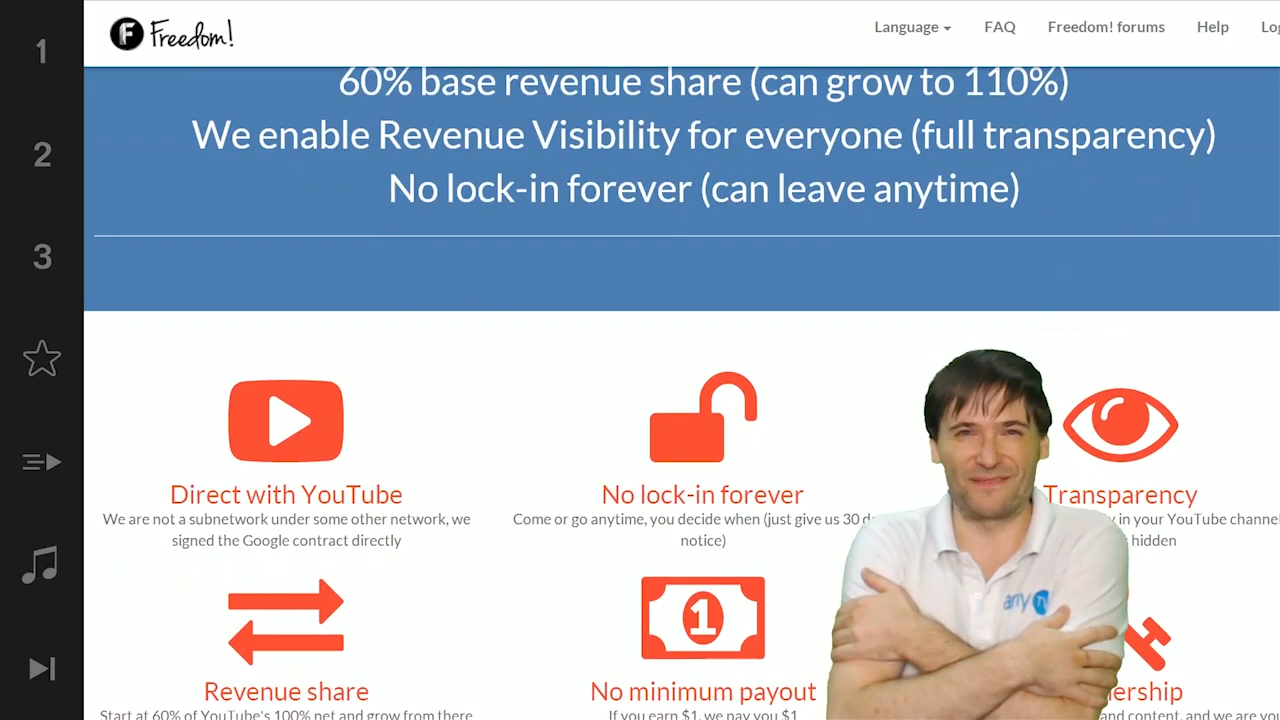 1
2
3
Freedom!
Language
FAQ
Freedom! forums
Help
60% base revenue share (can grow to 110%)
We enable Revenue Visibility for everyone (full transparency)
No lock-in forever (can leave anytime)
Direct with YouTube
We are not a subnetwork under some other network, we
signed the Google contract directly
No lock-in forever
Come or go anytime, you decide when (just give us 30
notice)
Transparency
in your YouTube
hidden
any
Revenue share
Start at 60% of YouTube's 100% net and grow from there
1
No minimum payout
If you earn $1, we pay you $1
and content, and we are